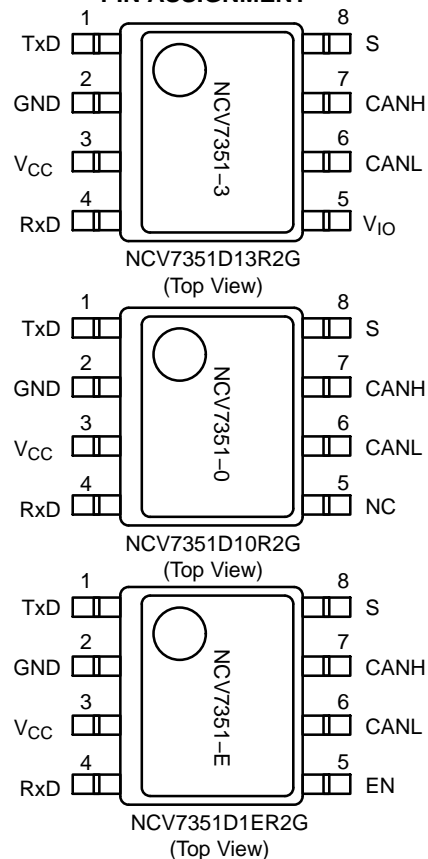 PIN ASSIGNMENT
1 8
TxD S
2 7
GND CANH
3 6
VCC CANL
4 5
RxD VIO
NCV7351–3
NCV7351D13R2G
(Top View)
1 8
TxD S
2 7
GND CANH
3 6
VCC CANL
4 5
RxD NC
NCV7351–0
NCV7351D10R2G
(Top View)
1 8
TxD S
2 7
GND CANH
3 6
VCC CANL
4 5
RxD EN
NCV7351–E
NCV7351D1ER2G
(Top View)